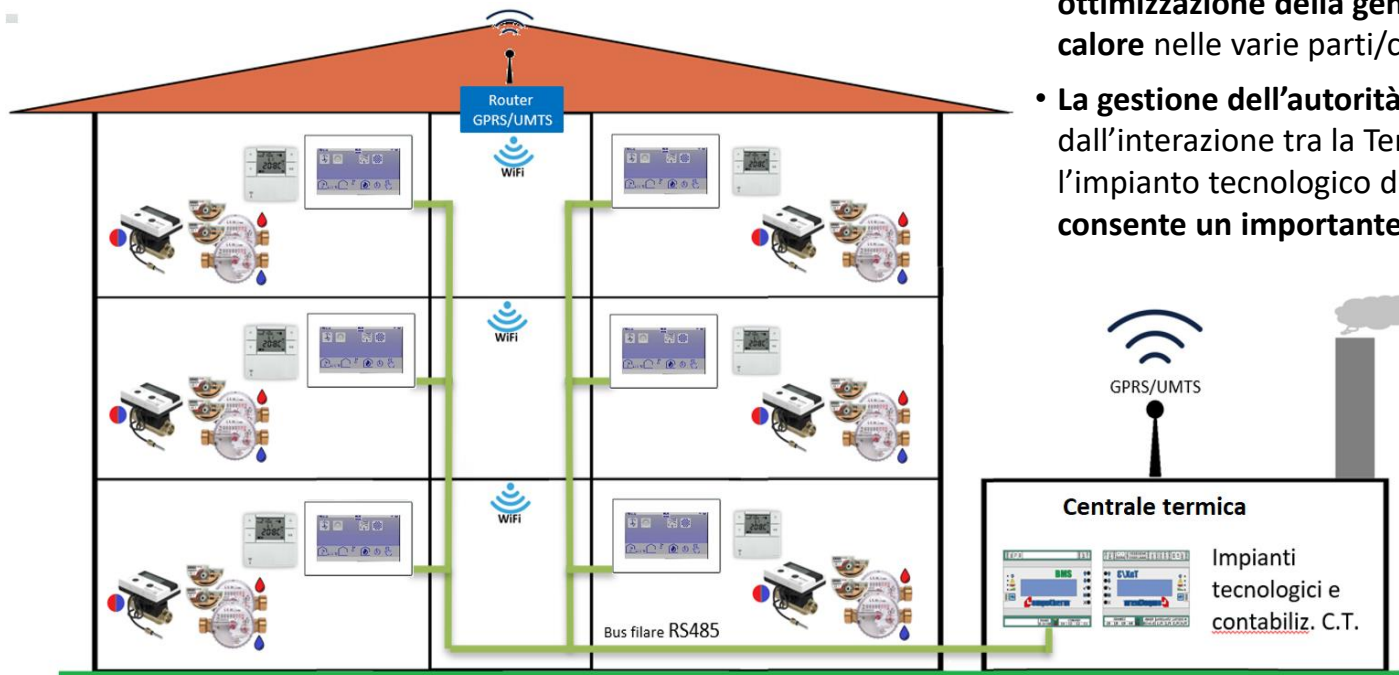 ottimizzazione della gen
calore nelle varie parti/c
• La gestione dell’autorità
dall’interazione tra la Ter
l’impianto tecnologico d
consente un importante
Router
GPRS/UMTS
WiFi
WiFi
WiFi
Bus filare RS485
GPRS/UMTS
Centrale termica
BMS
Impianti
tecnologici e
contabiliz. C.T.